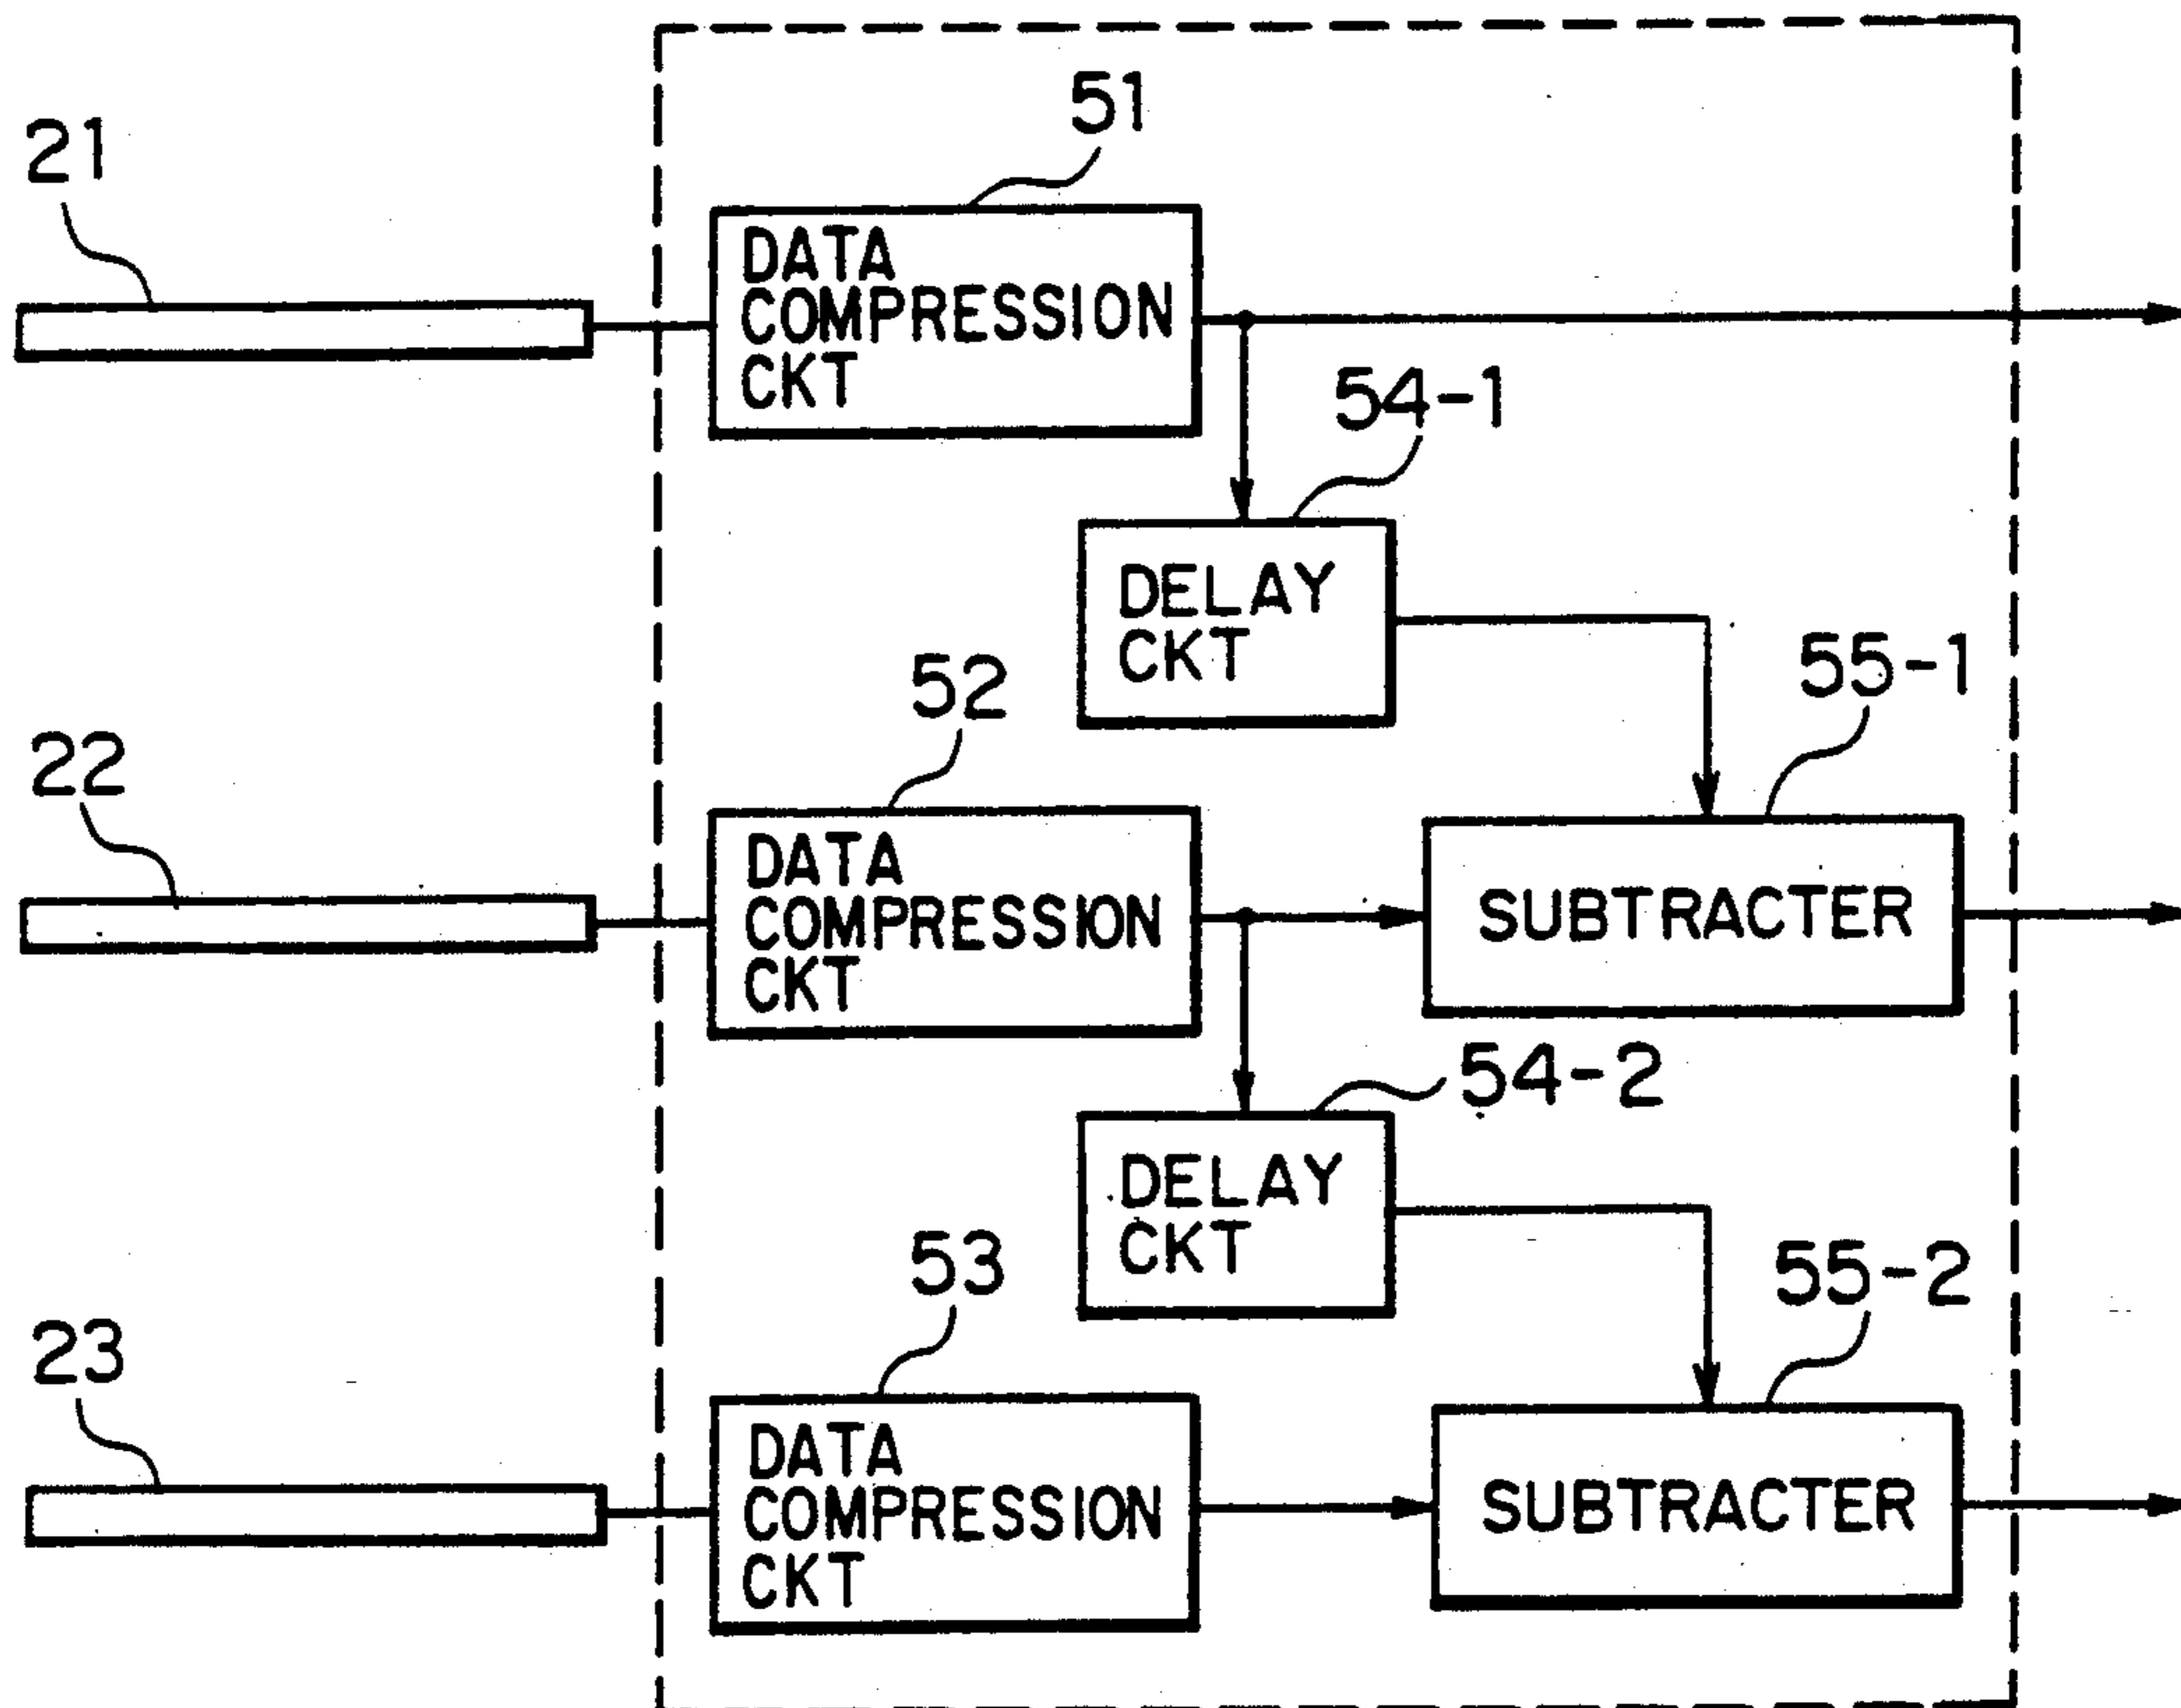 51
21
DATA
COMPRESSION
CKT
54-1
DELAY
CKT
55-1
52
22
DATA
COMPRESSION
CKT
SUBTRACTER
54-2
DELAY
CKT
55-2
53
23
DATA
COMPRESSION
CKT
SUBTRACTER